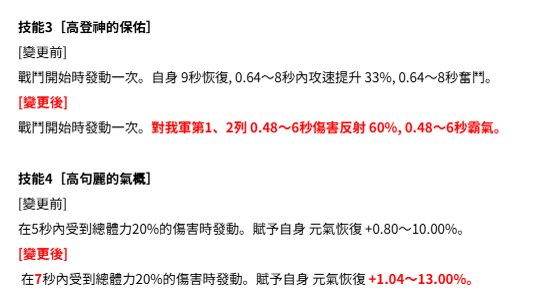 技能3［高登神的保佑］
[變更前]
戰鬥開始時發動一次。自身 9秒恢復, 0.64～8秒內攻速提升 33%, 0.64～8秒奮鬥。
[變更後]
戰鬥開始時發動一次。對我軍第1、2列 0.48～6秒傷害反射 60%, 0.48～6秒霸氣。
技能4［高句麗的氣概］
[變更前]
在5秒內受到總體力20%的傷害時發動。賦予自身 元氣恢復 +0.80～10.00%。
[變更後]
在7秒內受到總體力20%的傷害時發動。賦予自身 元氣恢復 +1.04～13.00%。